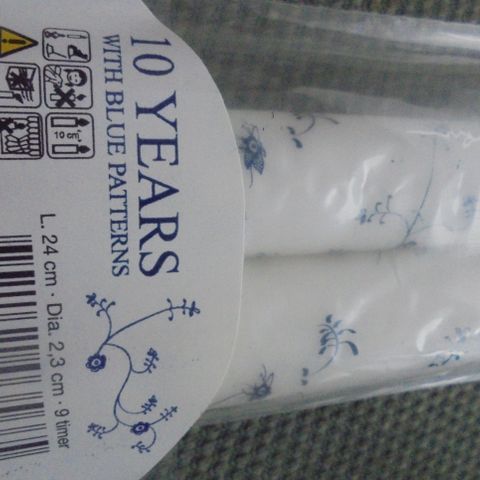 10 YEARS
WITH BLUE PATTERNS
10 cm
L. 24 cm · Dia. 2,3 cm · 9 timer